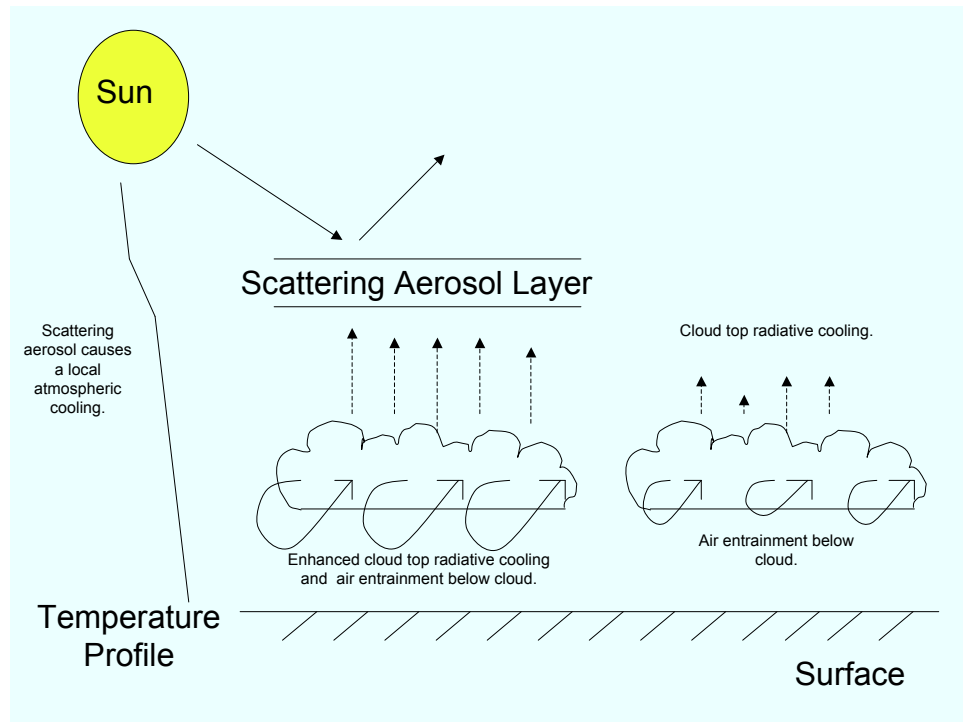 Sun
Scattering Aerosol Layer
Scattering
aerosol causes
a local
atmospheric
cooling.
Cloud top radiative cooling.
Enhanced cloud top radiative cooling
and air entrainment below cloud.
Air entrainment below
cloud.
Temperature
Profile
Surface